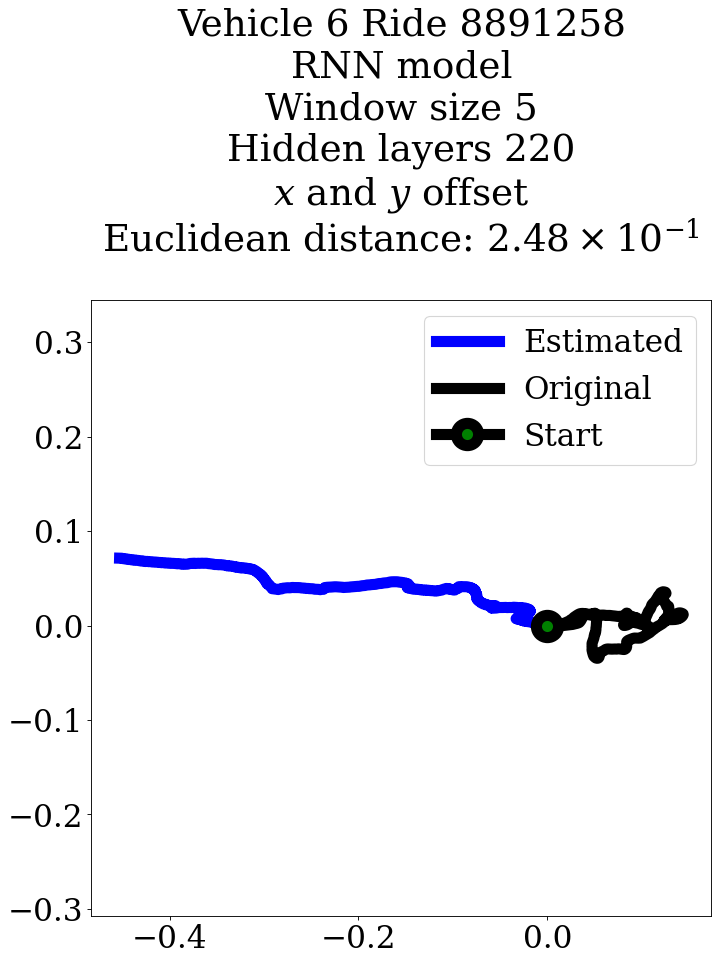 Vehicle 6 Ride 8891258
RNN model
Window size 5
Hidden layers 220
x and y offset
Euclidean distance: 2.48 × 10⁻¹
Estimated
Original
Start
0.3
0.2
0.1
0.0
−0.1
−0.2
−0.3
−0.4
−0.2
0.0